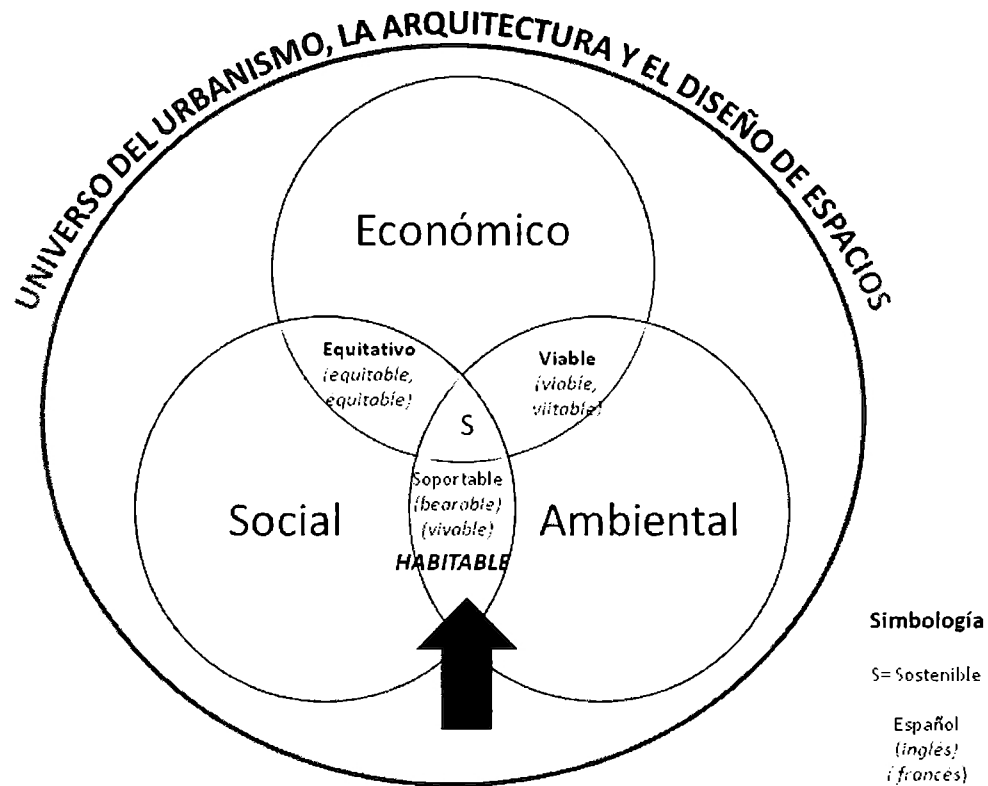 UNIVERSO DEL URBANISMO, LA ARQUITECTURA Y EL DISEÑO DE ESPACIOS
Económico
Equitativo
(equitable,
equitable)
Viable
(viable,
viitable)
S
Soportable
(bearable)
(vivable)
HABITABLE
Social
Ambiental
Simbología
S= Sostenible
Español
(inglés)
(francés)